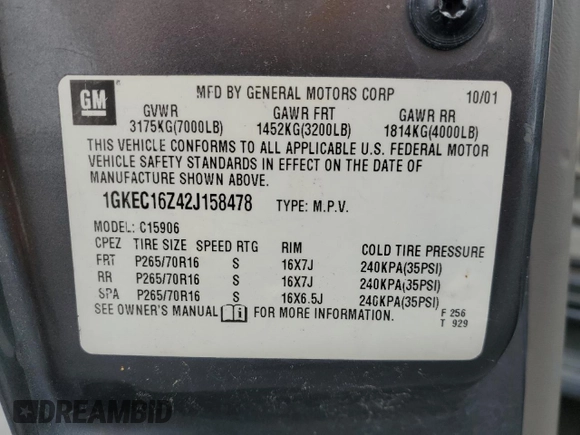 GM
MFD BY GENERAL MOTORS CORP 10/01
GVWR GAWR FRT GAWR RR
3175KG(7000LB) 1452KG(3200LB) 1814KG(4000LB)
THIS VEHICLE CONFORMS TO ALL APPLICABLE U.S. FEDERAL MOTOR
VEHICLE SAFETY STANDARDS IN EFFECT ON THE DATE OF
MANUFACTURE SHOWN ABOVE.
1GKEC16Z42J158478 TYPE: M.P.V.
MODEL: C15906
CPEZ TIRE SIZE SPEED RTG RIM COLD TIRE PRESSURE
FRT P265/70R16 S 16X7J 240KPA(35PSI)
RR P265/70R16 S 16X7J 240KPA(35PSI)
SPA P265/70R16 S 16X6.5J 240KPA(35PSI)
SEE OWNER'S MANUAL i FOR MORE INFORMATION.
F 256
T 929
DREAMBID